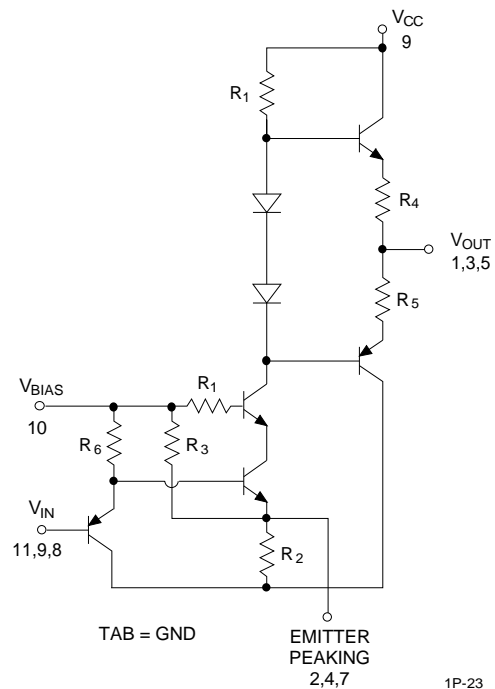 VCC
9
R1
R4
VOUT
1,3,5
R5
VBIAS
10
R1
R6
R3
VIN
11,9,8
R2
TAB = GND
EMITTER
PEAKING
2,4,7
1P-23